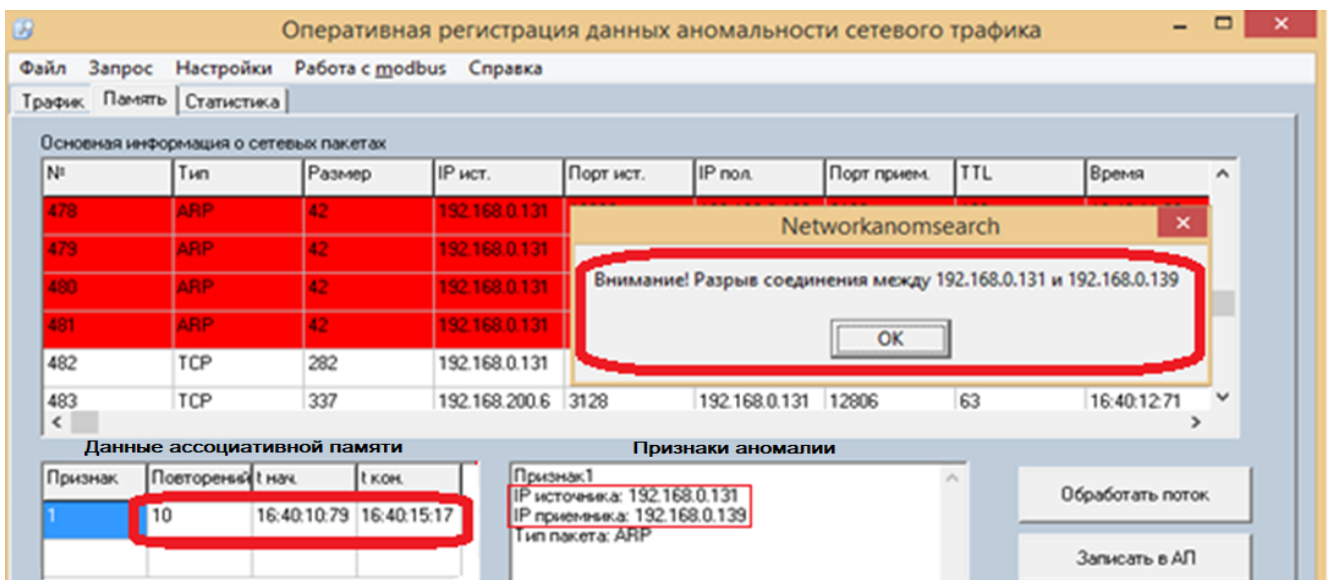 Оперативная регистрация данных аномальности сетевого трафика
Файл Запрос Настройки Работа с modbus Справка
Трафик Память Статистика
Основная информация о сетевых пакетах
№ Тип Размер IP ист. Порт ист. IP пол. Порт прием. TTL Время
478 ARP 42 192.168.0.131
479 ARP 42 192.168.0.131
480 ARP 42 192.168.0.131
481 ARP 42 192.168.0.131
482 TCP 282 192.168.0.131
483 TCP 337 192.168.200.6 3128 192.168.0.131 12806 63 16:40:12:71
Networkanomsearch
Внимание! Разрыв соединения между 192.168.0.131 и 192.168.0.139
OK
Данные ассоциативной памяти
Признак Повторений t нач. t кон.
1 10 16:40:10:79 16:40:15:17
Признаки аномалии
Признак1
IP источника: 192.168.0.131
IP приемника: 192.168.0.139
Тип пакета: ARP
Обработать поток
Записать в АП